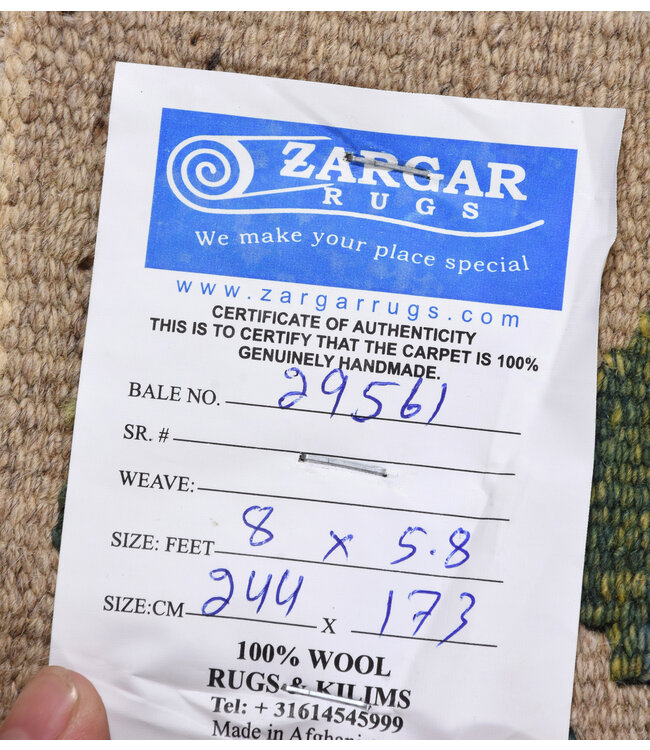 ZARGAR
RUGS
We make your place special
www.zargarrugs.com
CERTIFICATE OF AUTHENTICITY
THIS IS TO CERTIFY THAT THE CARPET IS 100%
GENUINELY HANDMADE.
BALE NO. 29561
SR. #
WEAVE:
SIZE: FEET 8 x 5.8
SIZE:CM 244 X 173
100% WOOL
RUGS & KILIMS
Tel: + 31614545999
Made in